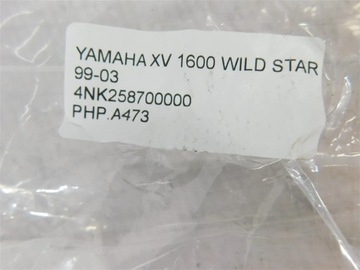 YAMAHA XV 1600 WILD STAR
99-03
4NK258700000
PHP.A473